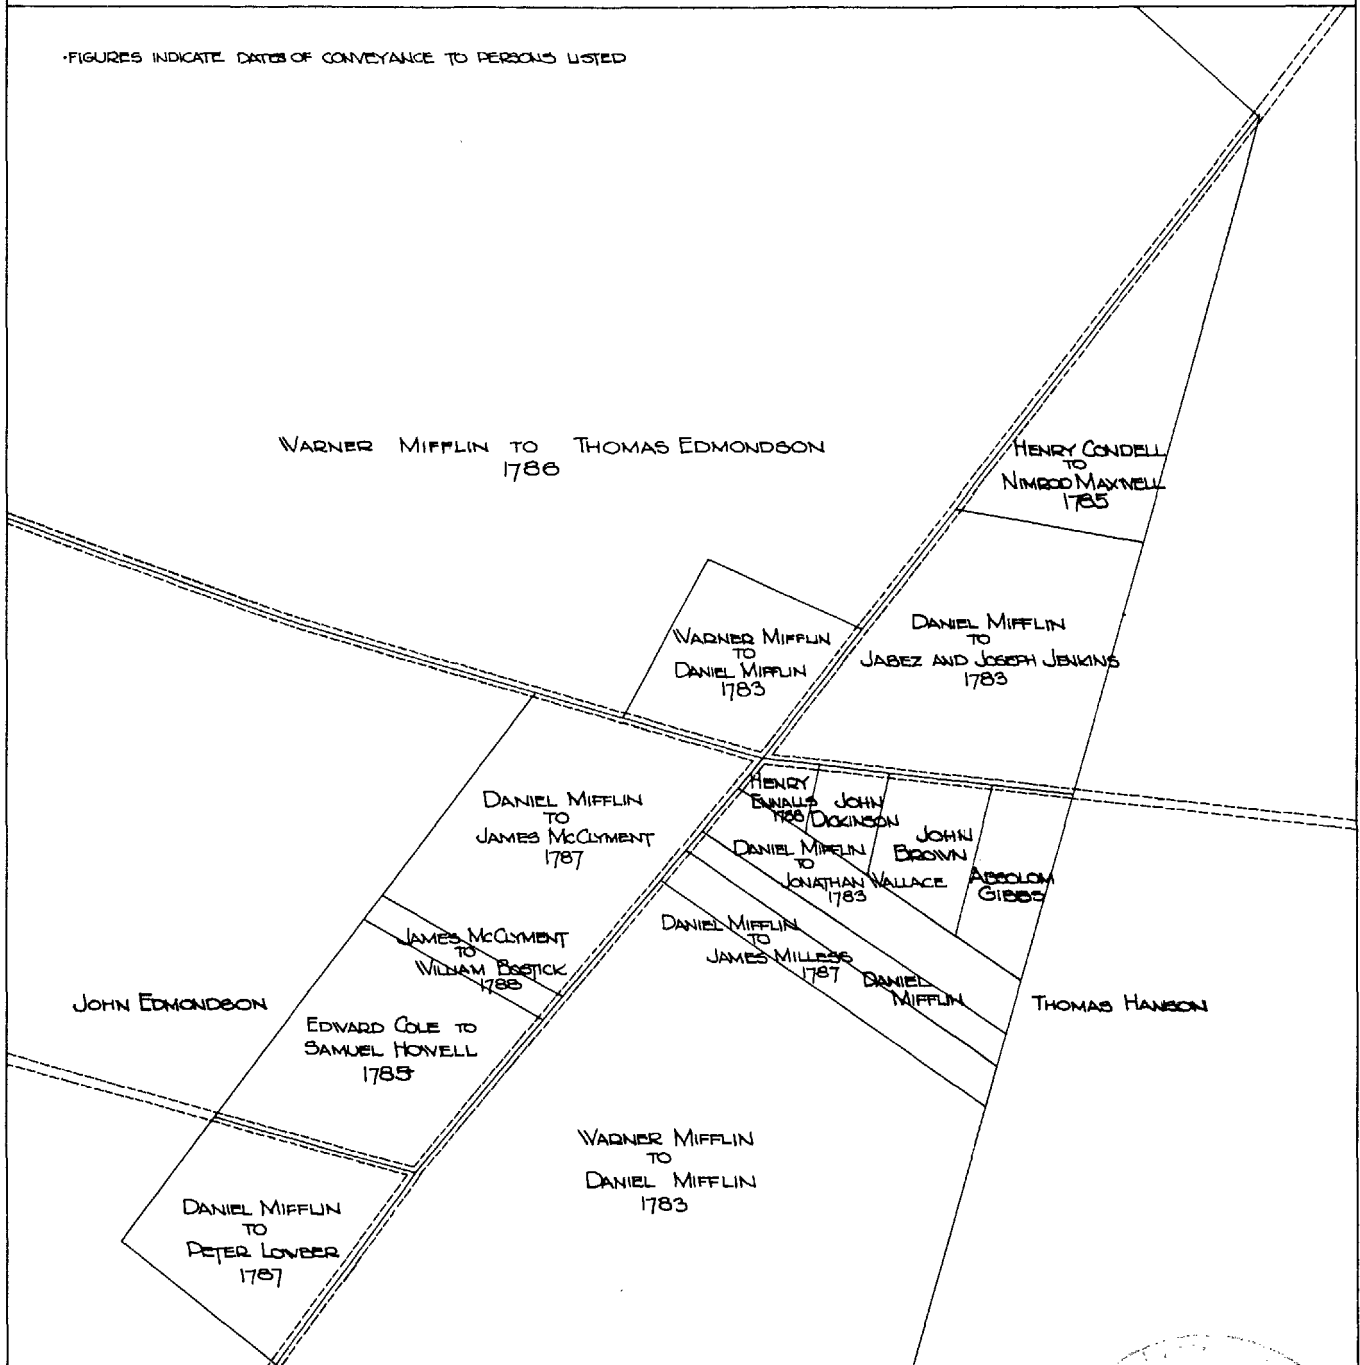 ·FIGURES INDICATE DATES OF CONVEYANCE TO PERSONS LISTED
WARNER MIFFLIN TO THOMAS EDMONDSON
1786
HENRY CONDELL
TO
NIMROD MAXWELL
1785
WARNER MIFFLIN
TO
DANIEL MIFFLIN
1783
DANIEL MIFFLIN
TO
JABEZ AND JOSEPH JENKINS
1783
HENRY
ENNALLS
1788
JOHN
DICKINSON
JOHN
BROWN
ABSOLOM
GIBBS
DANIEL MIFFLIN
TO
JAMES McCLYMENT
1787
DANIEL MIFFLIN
TO
JONATHAN WALLACE
1783
DANIEL MIFFLIN
TO
JAMES MILLESS
1787
DANIEL
MIFFLIN
JAMES McCLYMENT
TO
WILLIAM BOSTICK
1788
JOHN EDMONDSON
THOMAS HANSON
EDWARD COLE TO
SAMUEL HOWELL
1785
WARNER MIFFLIN
TO
DANIEL MIFFLIN
1783
DANIEL MIFFLIN
TO
PETER LOWBER
1787